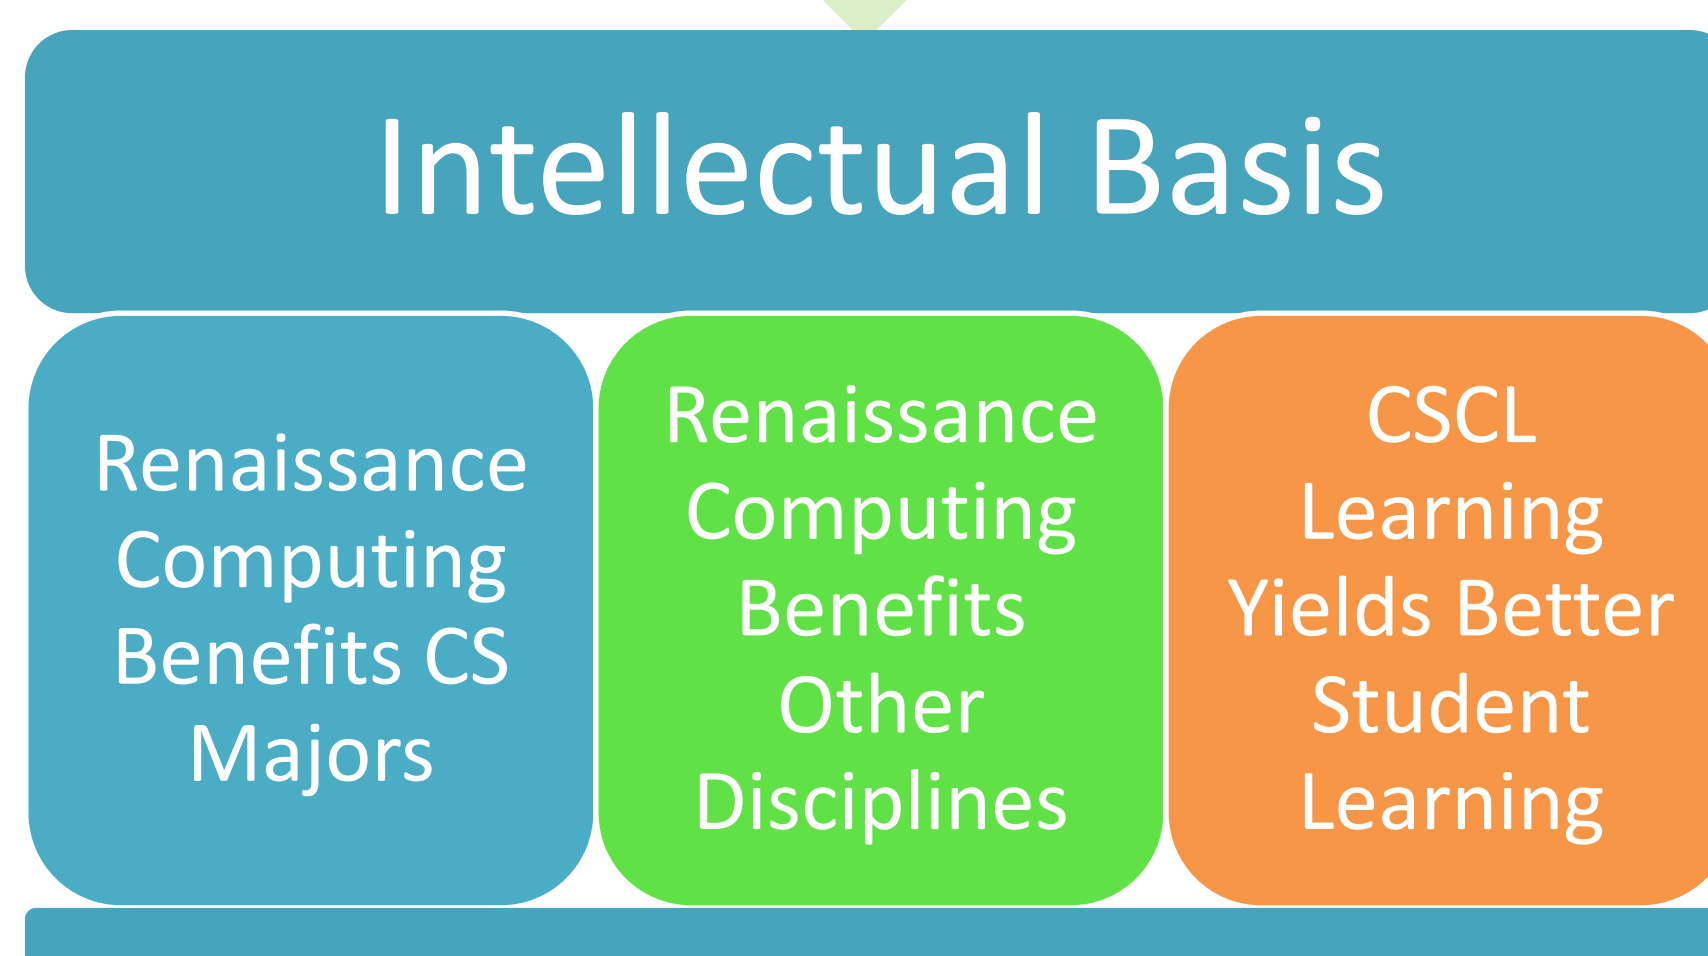 Intellectual Basis
Renaissance
Computing
Benefits CS
Majors
Renaissance
Computing
Benefits
Other
Disciplines
CSCL
Learning
Yields Better
Student
Learning